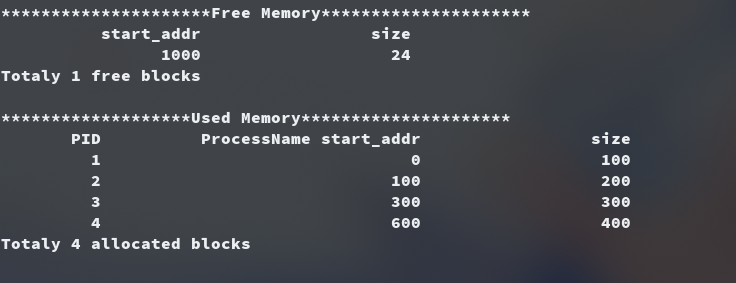 *********************Free Memory*********************
start_addr size
1000 24
Totaly 1 free blocks
*******************Used Memory*********************
PID ProcessName start_addr size
1 0 100
2 100 200
3 300 300
4 600 400
Totaly 4 allocated blocks